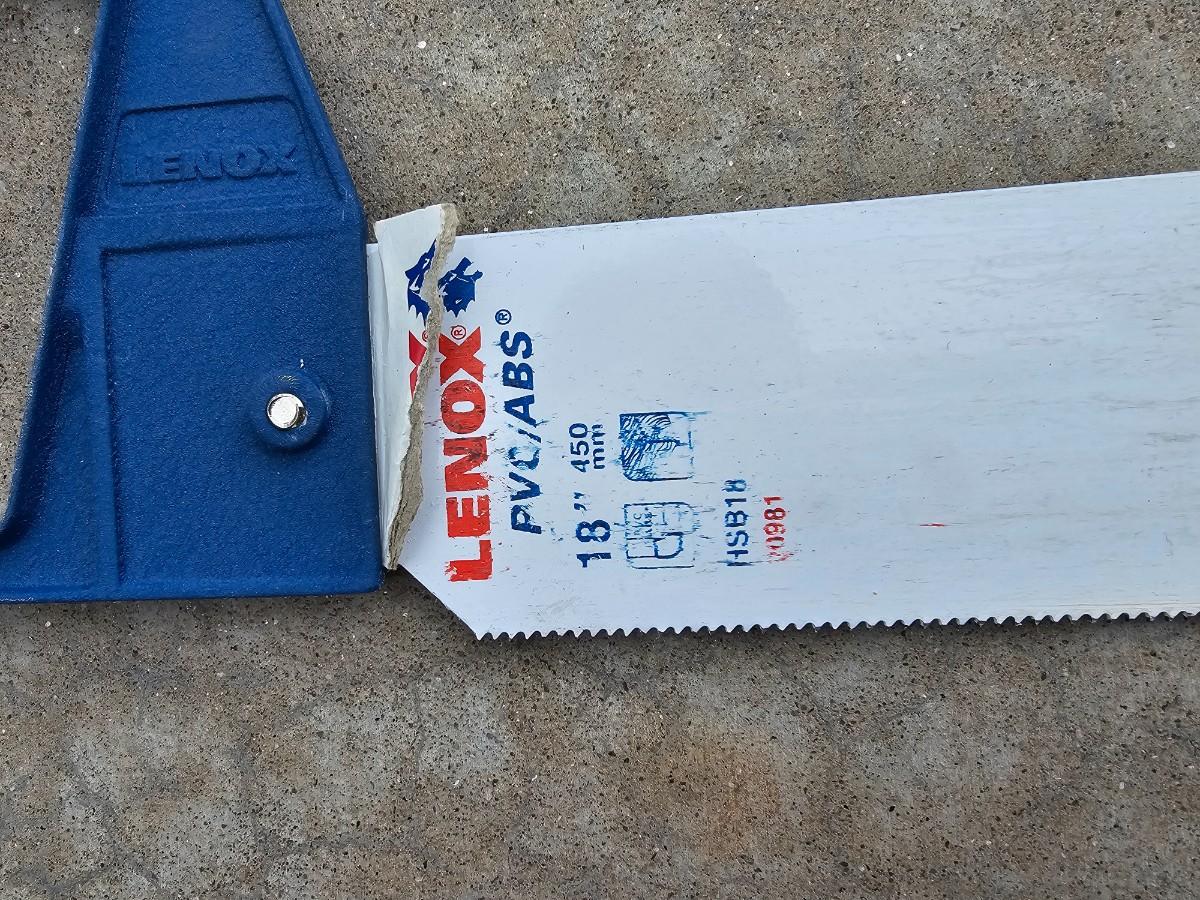 LENOX
X®
LENOX®
PVC/ABS®
18” 450 mm
HSB18